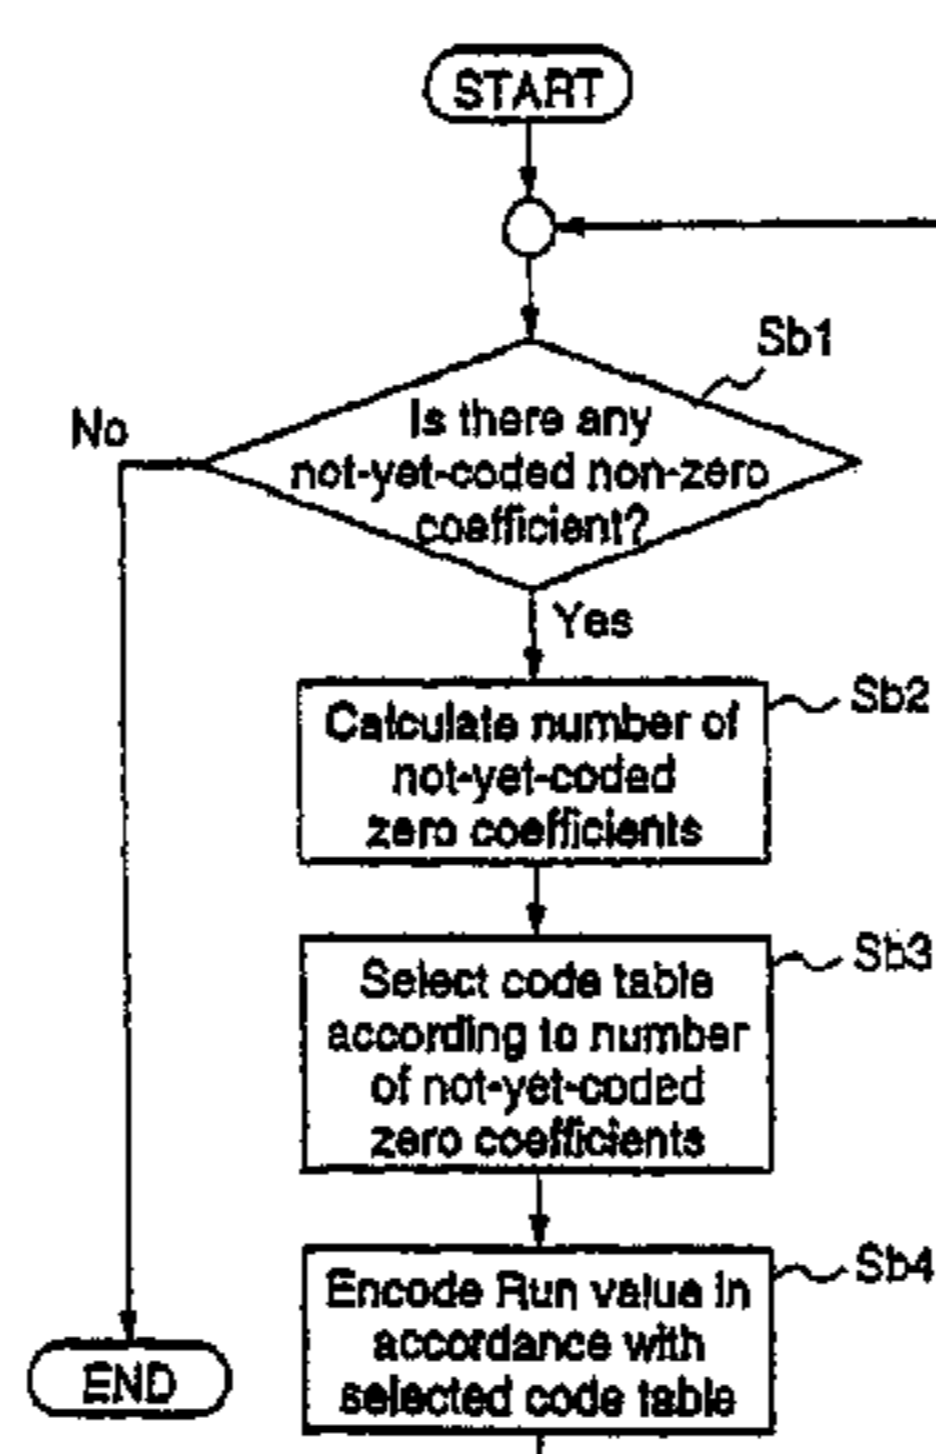 START
Sb1
No
Is there any
not-yet-coded non-zero
coefficient?
Yes
Sb2
Calculate number of
not-yet-coded
zero coefficients
Sb3
Select code table
according to number
of not-yet-coded
zero coefficients
Sb4
Encode Run value in
accordance with
selected code table
END